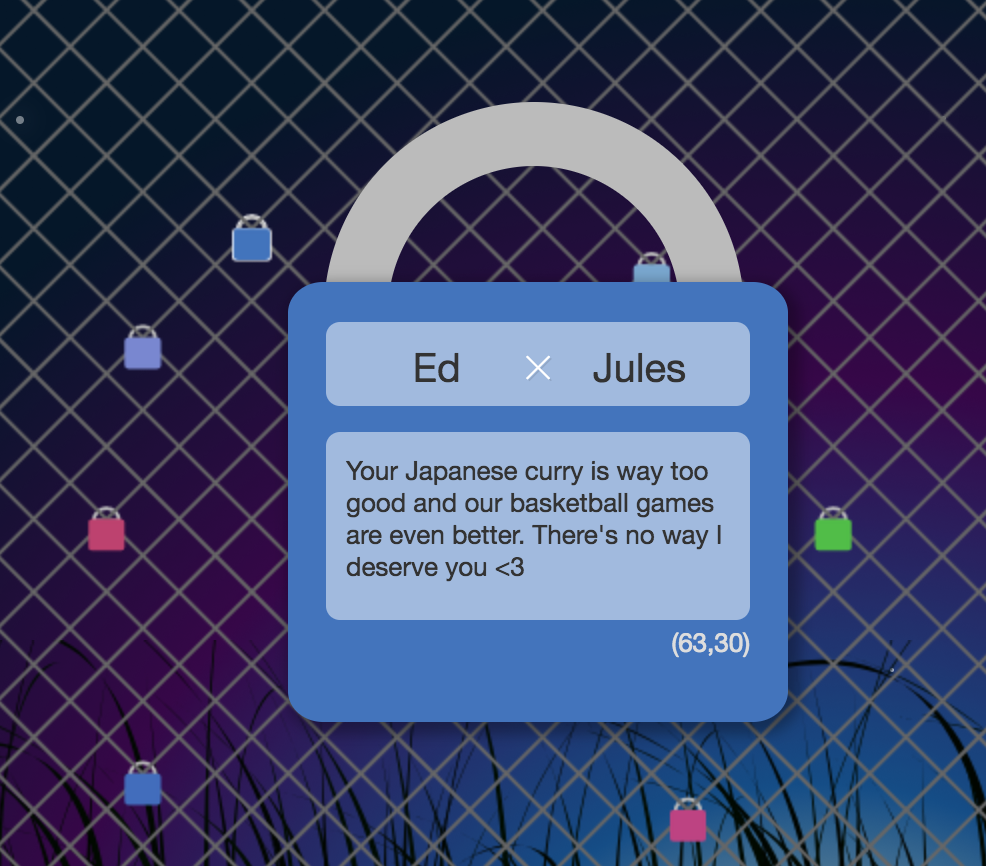 Ed × Jules
Your Japanese curry is way too
good and our basketball games
are even better. There's no way I
deserve you <3
(63,30)